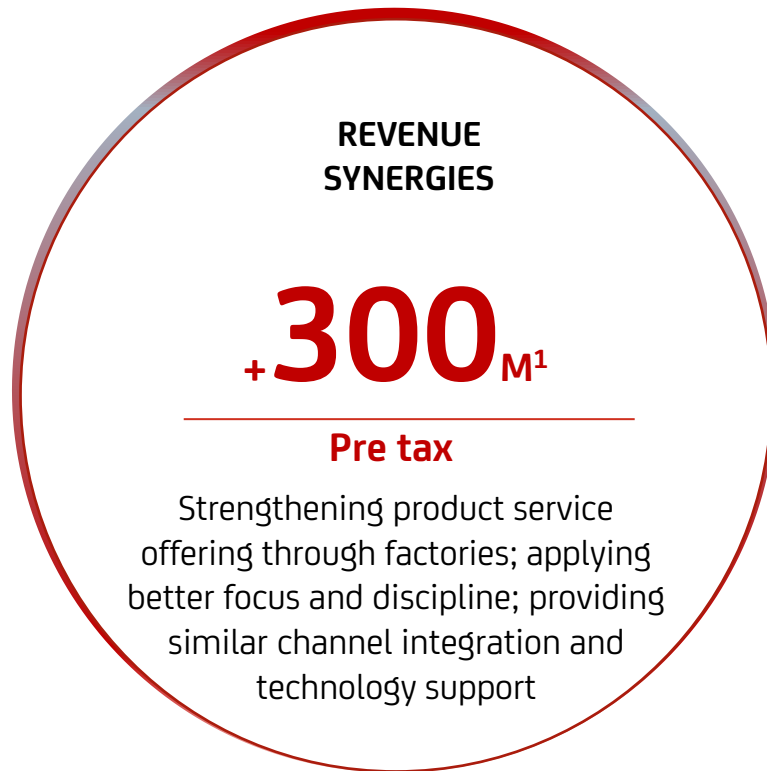 REVENUE
SYNERGIES
+300M¹
Pre tax
Strengthening product service
offering through factories; applying
better focus and discipline; providing
similar channel integration and
technology support